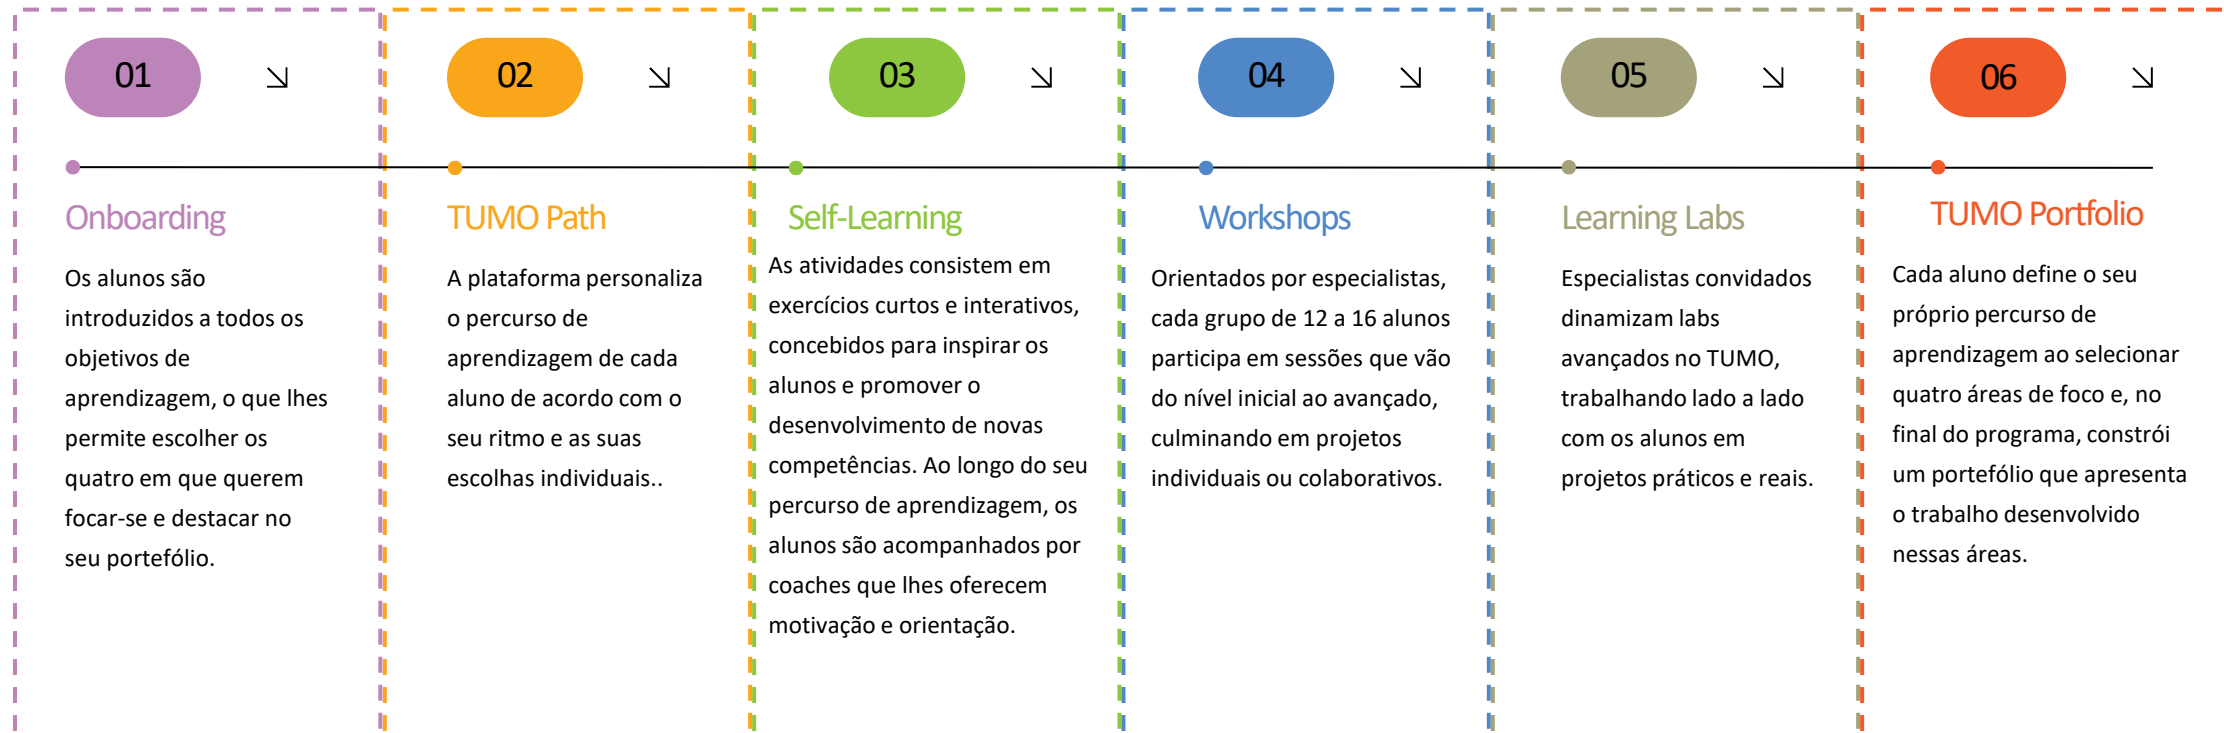 01
Onboarding
Os alunos são
introduzidos a todos os
objetivos de
aprendizagem, o que lhes
permite escolher os
quatro em que querem
focar-se e destacar no
seu portefólio.
02
TUMO Path
A plataforma personaliza
o percurso de
aprendizagem de cada
aluno de acordo com o
seu ritmo e as suas
escolhas individuais..
03
Self-Learning
As atividades consistem em
exercícios curtos e interativos,
concebidos para inspirar os
alunos e promover o
desenvolvimento de novas
competências. Ao longo do seu
percurso de aprendizagem, os
alunos são acompanhados por
coaches que lhes oferecem
motivação e orientação.
04
Workshops
Orientados por especialistas,
cada grupo de 12 a 16 alunos
participa em sessões que vão
do nível inicial ao avançado,
culminando em projetos
individuais ou colaborativos.
05
Learning Labs
Especialistas convidados
dinamizam labs
avançados no TUMO,
trabalhando lado a lado
com os alunos em
projetos práticos e reais.
06
TUMO Portfolio
Cada aluno define o seu
próprio percurso de
aprendizagem ao selecionar
quatro áreas de foco e, no
final do programa, constrói
um portefólio que apresenta
o trabalho desenvolvido
nessas áreas.